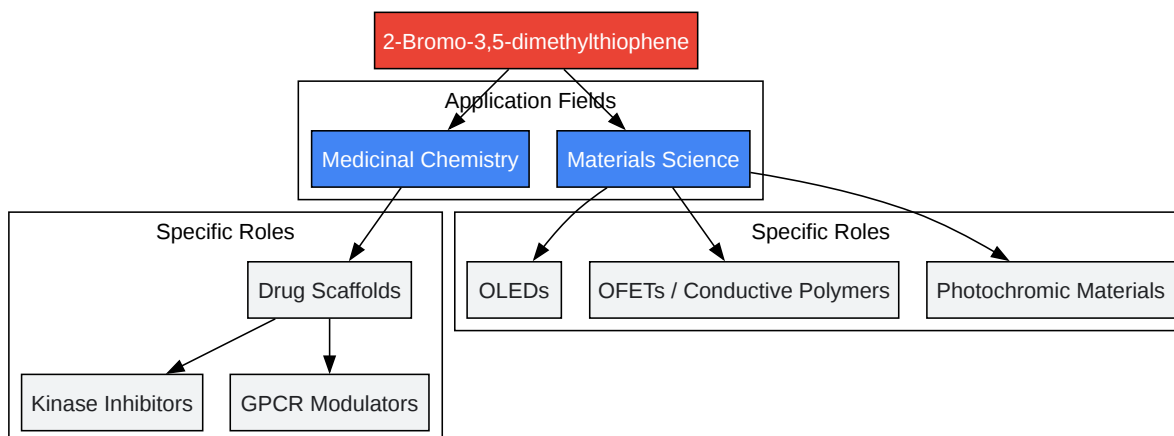 2-Bromo-3,5-dimethylthiophene
Application Fields
Medicinal Chemistry
Materials Science
Specific Roles
Specific Roles
Drug Scaffolds
OLEDs
OFETs / Conductive Polymers
Photochromic Materials
Kinase Inhibitors
GPCR Modulators